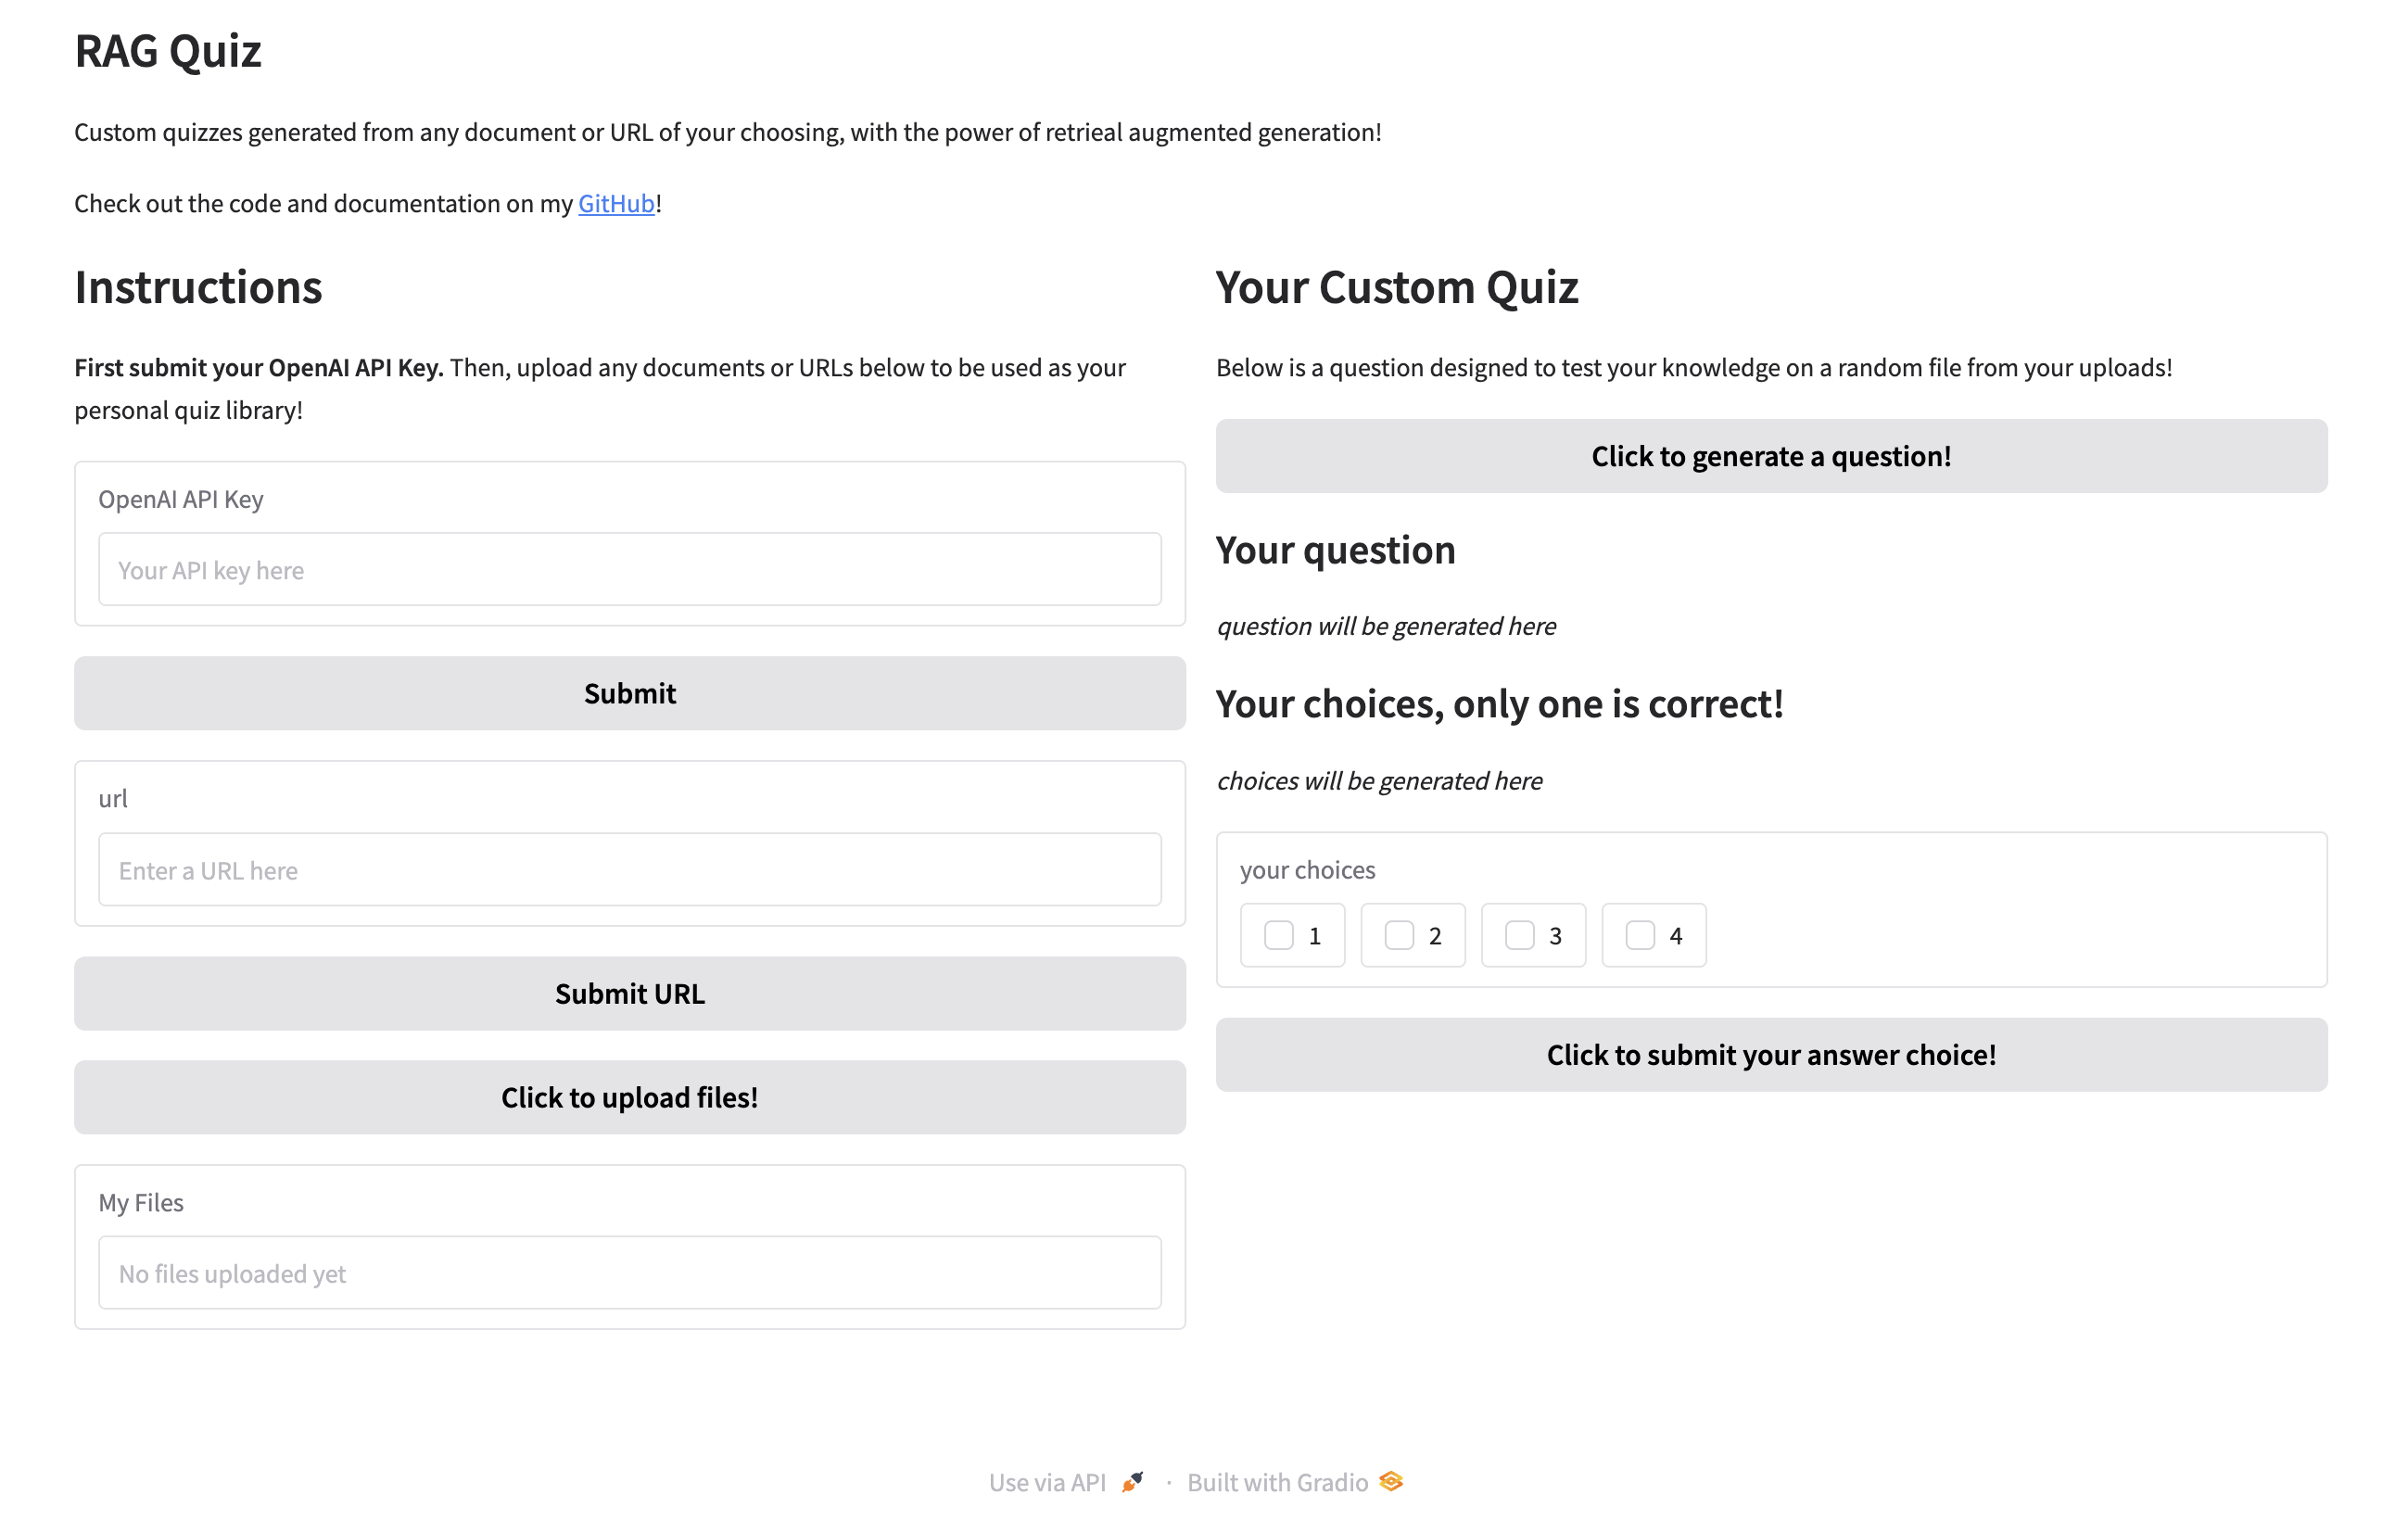 RAG Quiz
Custom quizzes generated from any document or URL of your choosing, with the power of retrieal augmented generation!
Check out the code and documentation on my GitHub!
Instructions
First submit your OpenAI API Key. Then, upload any documents or URLs below to be used as your
personal quiz library!
OpenAI API Key
Your API key here
Submit
url
Enter a URL here
Submit URL
Click to upload files!
My Files
No files uploaded yet
Your Custom Quiz
Below is a question designed to test your knowledge on a random file from your uploads!
Click to generate a question!
Your question
question will be generated here
Your choices, only one is correct!
choices will be generated here
your choices
1 2 3 4
Click to submit your answer choice!
Use via API · Built with Gradio